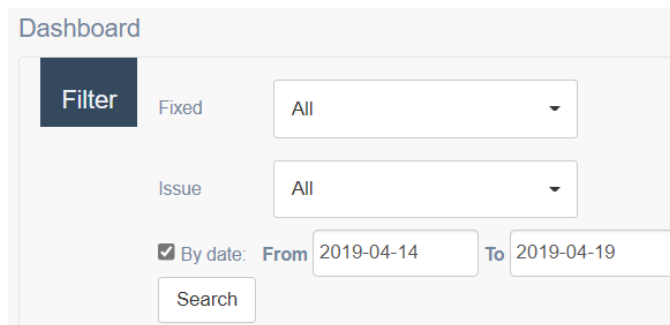 Dashboard
Filter
Fixed All
Issue All
By date: From 2019-04-14 To 2019-04-19
Search